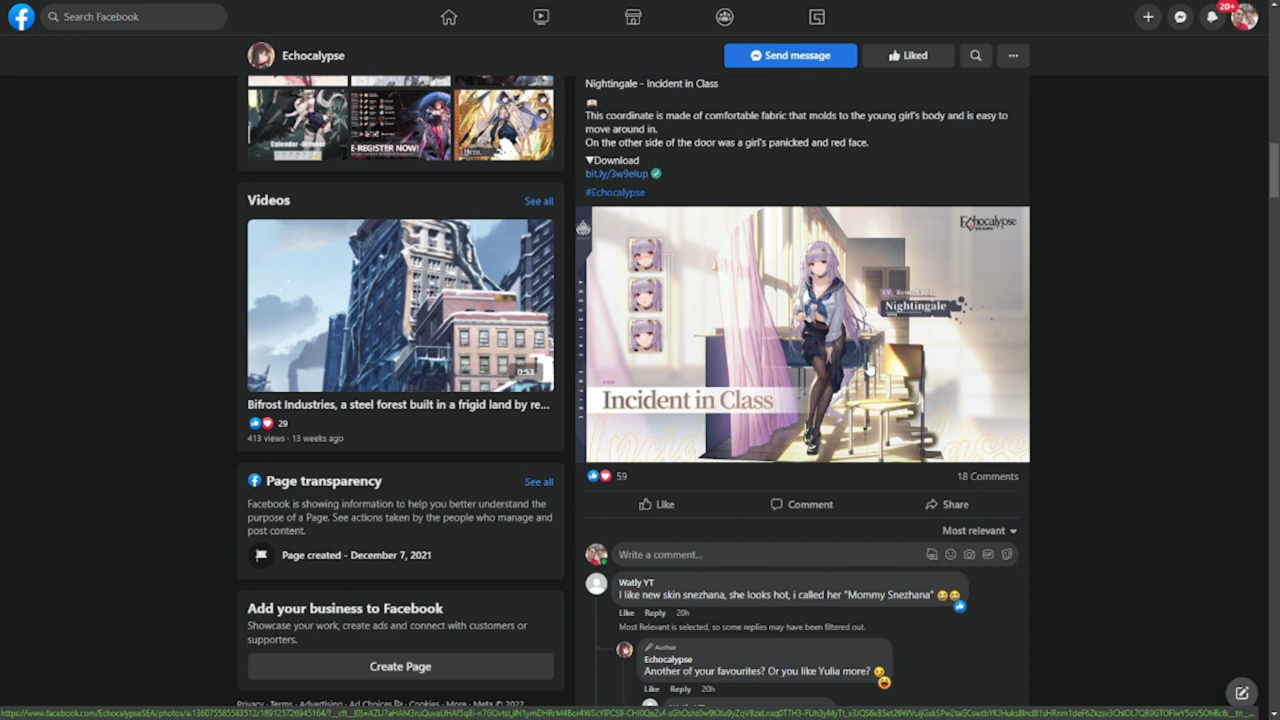 Search Facebook
20+
Echocalypse
Send message
Liked
Calendar -October
E-REGISTER NOW!
Videos
See all
0:53
Bifrost Industries, a steel forest built in a frigid land by re...
29
413 views · 13 weeks ago
Page transparency
See all
Facebook is showing information to help you better understand the
purpose of a Page. See actions taken by the people who manage and
post content.
Page created - December 7, 2021
Add your business to Facebook
Showcase your work, create ads and connect with customers or
supporters.
Create Page
Privacy · Terms · Advertising · Ad Choices · Cookies · More · Meta © 2022
Nightingale - Incident in Class
This coordinate is made of comfortable fabric that molds to the young girl's body and is easy to
move around in.
On the other side of the door was a girl's panicked and red face.
▼Download
bit.ly/3w9elup
#Echocalypse
Echocalypse
Nightingale
Incident in Class
59
18 Comments
Like
Comment
Share
Most relevant
Write a comment...
Watly YT
I like new skin snezhana, she looks hot, i called her "Mommy Snezhana" 😂😂
Like Reply 20h
Most Relevant is selected, so some replies may have been filtered out.
Author
Echocalypse
Another of your favourites? Or you like Yulia more? 😏
Like Reply 20h